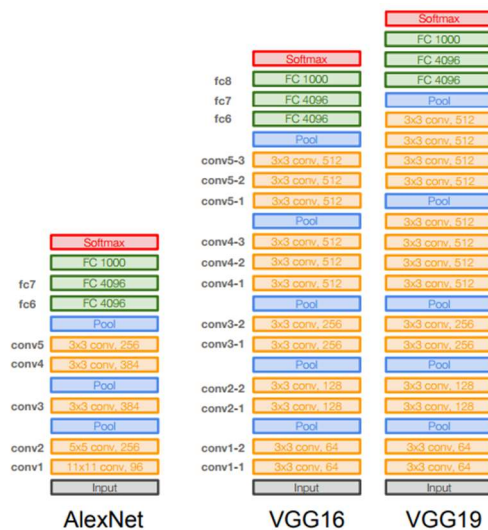 Softmax
FC 1000
fc7 FC 4096
fc6 FC 4096
Pool
conv5 3x3 conv, 256
conv4 3x3 conv, 384
Pool
conv3 3x3 conv, 384
Pool
conv2 5x5 conv, 256
conv1 11x11 conv, 96
Input
AlexNet
Softmax
fc8 FC 1000
fc7 FC 4096
fc6 FC 4096
Pool
conv5-3 3x3 conv, 512
conv5-2 3x3 conv, 512
conv5-1 3x3 conv, 512
Pool
conv4-3 3x3 conv, 512
conv4-2 3x3 conv, 512
conv4-1 3x3 conv, 512
Pool
conv3-2 3x3 conv, 256
conv3-1 3x3 conv, 256
Pool
conv2-2 3x3 conv, 128
conv2-1 3x3 conv, 128
Pool
conv1-2 3x3 conv, 64
conv1-1 3x3 conv, 64
Input
VGG16
Softmax
FC 1000
FC 4096
FC 4096
Pool
3x3 conv, 512
3x3 conv, 512
3x3 conv, 512
3x3 conv, 512
Pool
3x3 conv, 512
3x3 conv, 512
3x3 conv, 512
3x3 conv, 512
Pool
3x3 conv, 256
3x3 conv, 256
Pool
3x3 conv, 128
3x3 conv, 128
Pool
3x3 conv, 64
3x3 conv, 64
Input
VGG19